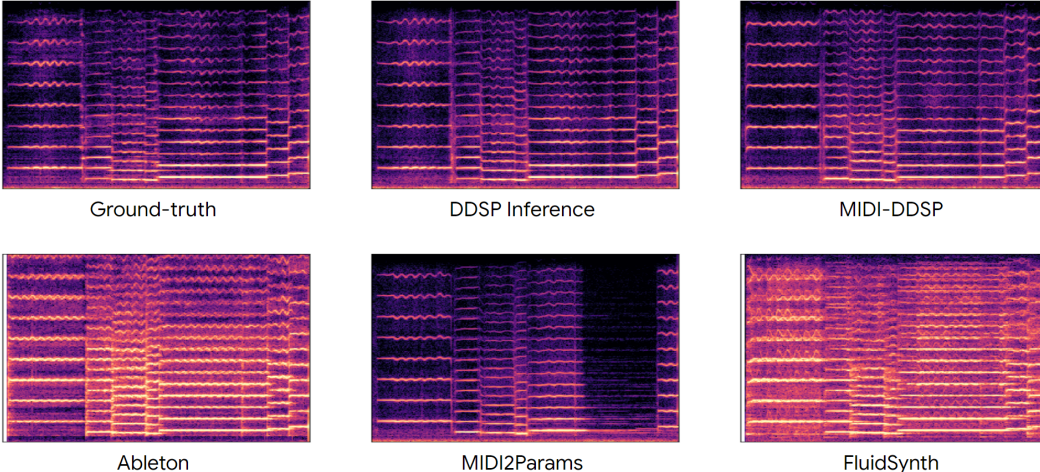 Ground-truth
DDSP Inference
MIDI-DDSP
Ableton
MIDI2Params
FluidSynth